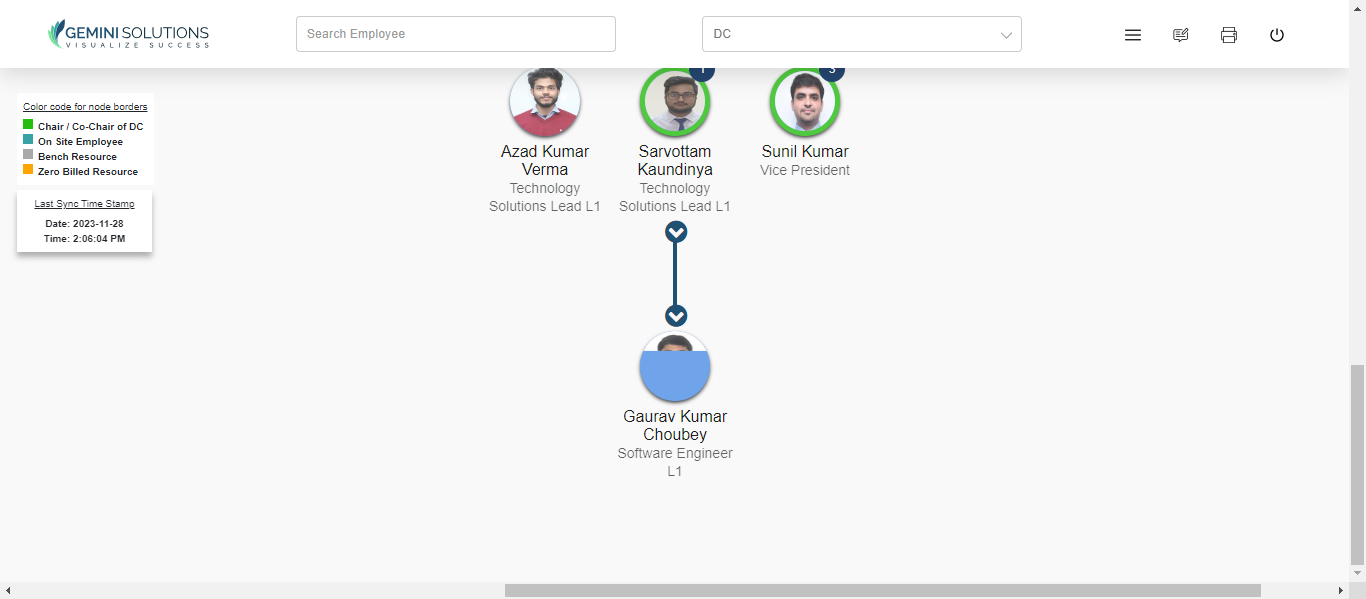 GEMINI SOLUTIONS
VISUALIZE SUCCESS
Search Employee
DC
Color code for node borders
Chair / Co-Chair of DC
On Site Employee
Bench Resource
Zero Billed Resource
Last Sync Time Stamp
Date: 2023-11-28
Time: 2:06:04 PM
Azad Kumar
Verma
Technology
Solutions Lead L1
1
Sarvottam
Kaundinya
Technology
Solutions Lead L1
3
Sunil Kumar
Vice President
Gaurav Kumar
Choubey
Software Engineer
L1